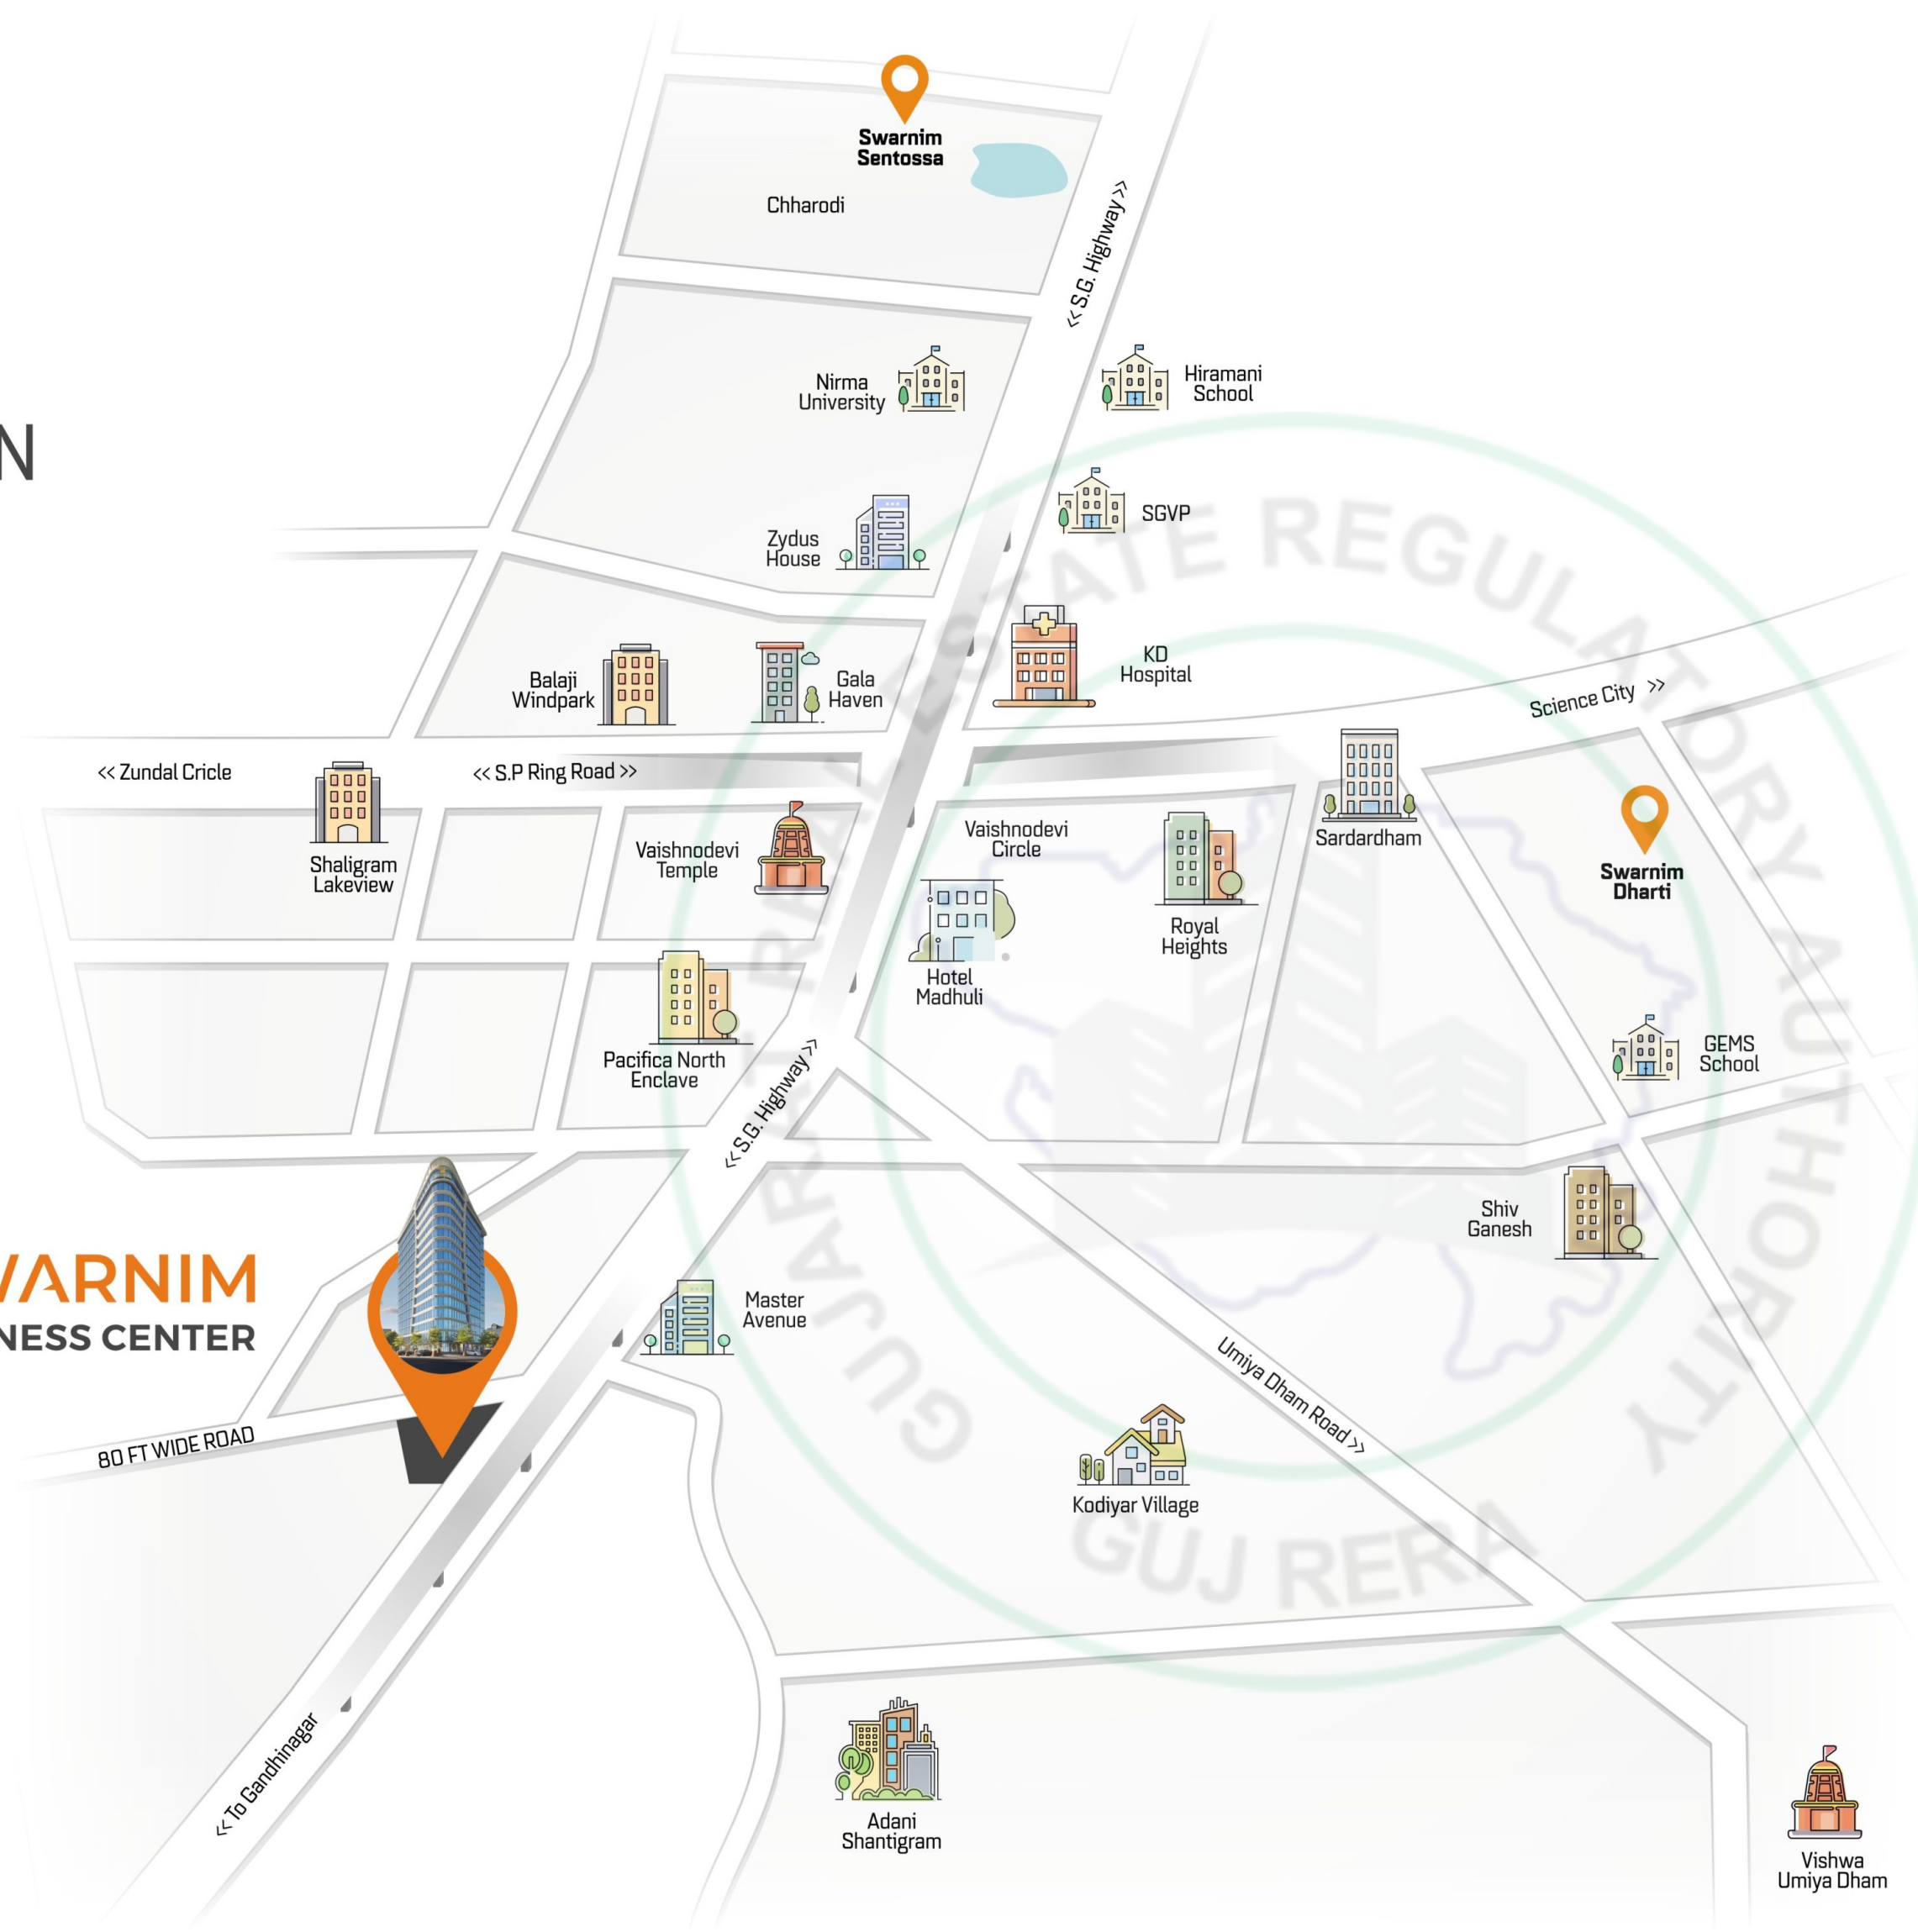 Swarnim
Sentossa
Chharodi
<< S.G. Highway >>
Nirma
University
Hiramani
School
N
SGVP
Zydus
House
KD
Hospital
Balaji
Windpark
Gala
Haven
Science City >>
<< Zundal Cricle
<< S.P Ring Road >>
Shaligram
Lakeview
Vaishnodevi
Temple
Vaishnodevi
Circle
Sardardham
Swarnim
Dharti
Royal
Heights
Hotel
Madhuli
Pacifica North
Enclave
GEMS
School
<< S.G. Highway >>
Shiv
Ganesh
WARNIM
NESS CENTER
Master
Avenue
Umiya Dham Road >>
80 FT WIDE ROAD
Kodiyar Village
<< To Gandhinagar
Adani
Shantigram
Vishwa
Umiya Dham
GUJARAT REAL ESTATE REGULATORY AUTHORITY
GUJ RERA